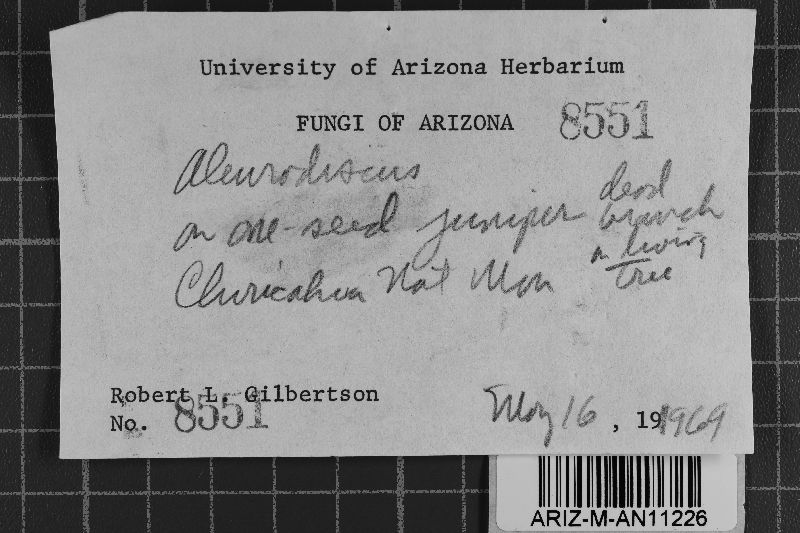 University of Arizona Herbarium
FUNGI OF ARIZONA 8551
Aleurodiscus
on one-seed juniper dead branch
on living tree
Chiricahua Nat Mon
Robert L. Gilbertson
No. 8551
May 16, 191969
ARIZ-M-AN11226